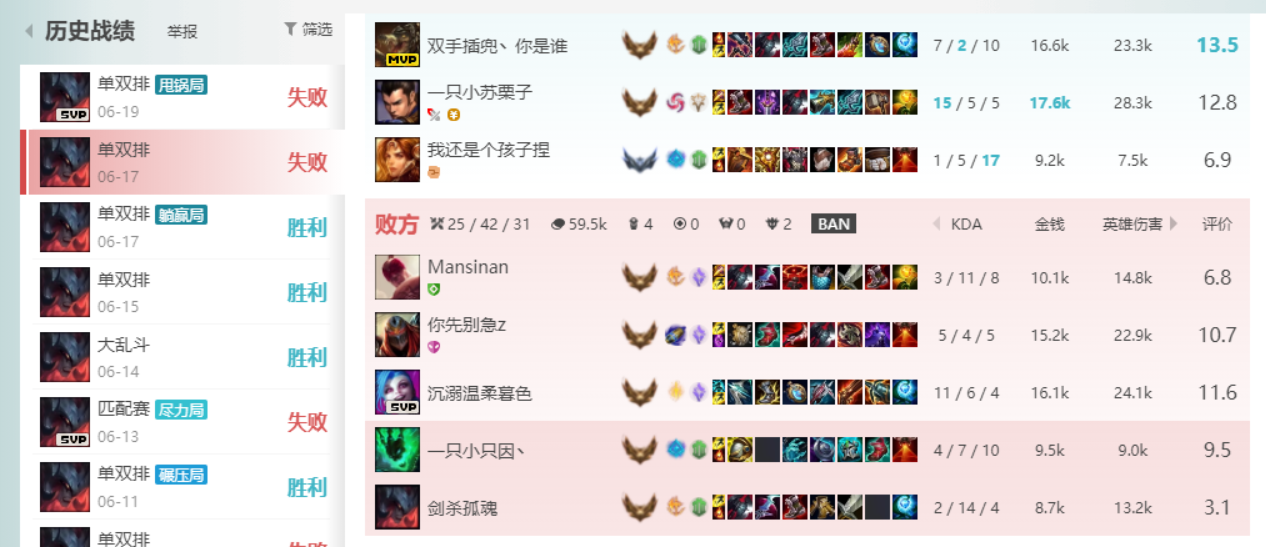 历史战绩 举报 筛选
单双排 甩锅局
SVP 06-19 失败
单双排
06-17 失败
单双排 躺赢局
06-17 胜利
单双排
06-15 胜利
大乱斗
06-14 胜利
匹配赛 尽力局
SVP 06-13 失败
单双排 碾压局
06-11 胜利
单双排
双手插兜丶你是谁 7 / 2 / 10 16.6k 23.3k 13.5
MVP
一只小苏栗子 15 / 5 / 5 17.6k 28.3k 12.8
我还是个孩子捏 1 / 5 / 17 9.2k 7.5k 6.9
败方 25 / 42 / 31 59.5k 4 0 0 2 BAN KDA 金钱 英雄伤害 评价
Mansinan 3 / 11 / 8 10.1k 14.8k 6.8
你先别急z 5 / 4 / 5 15.2k 22.9k 10.7
沉溺温柔暮色 11 / 6 / 4 16.1k 24.1k 11.6
SVP
一只小只因丶 4 / 7 / 10 9.5k 9.0k 9.5
剑杀孤魂 2 / 14 / 4 8.7k 13.2k 3.1